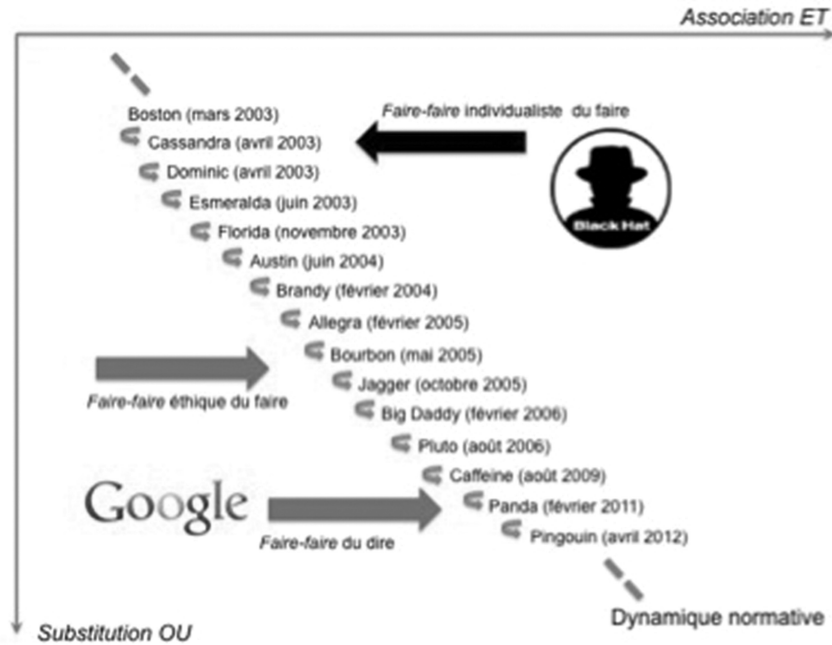 Association ET
Boston (mars 2003)
Faire-faire individualiste du faire
Cassandra (avril 2003)
Dominic (avril 2003)
Esmeralda (juin 2003)
Black Hat
Florida (novembre 2003)
Austin (juin 2004)
Brandy (février 2004)
Allegra (février 2005)
Bourbon (mai 2005)
Jagger (octobre 2005)
Faire-faire éthique du faire
Big Daddy (février 2006)
Pluto (août 2006)
Caffeine (août 2009)
Google
Panda (février 2011)
Pingouin (avril 2012)
Faire-faire du dire
Dynamique normative
Substitution OU